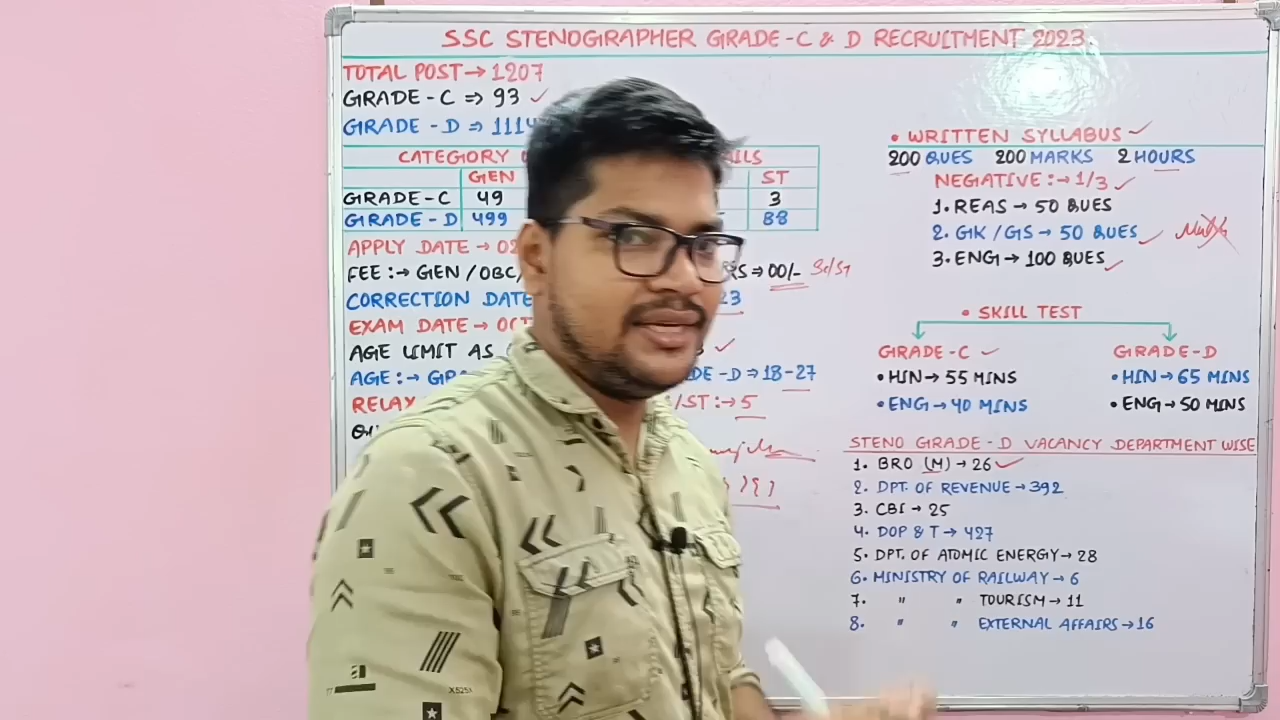 SSC STENOGRAPHER GRADE-C & D RECRUITMENT 2023
TOTAL POST → 1207
GRADE-C ⇒ 93 ✓
GRADE-D ⇒ 1114
CATEGORY
GEN ST
GRADE-C 49 3
GRADE-D 499 88
APPLY DATE → 02
FEE :→ GEN/OBC/ ⇒ 00/- SC/ST
CORRECTION DATE 23
EXAM DATE → OCT
AGE LIMIT AS ✓
AGE :→ ⇒ 18-27
RELAX /ST :→ 5
• WRITTEN SYLLABUS ✓
200 QUES 200 MARKS 2 HOURS
NEGATIVE :→ 1/3 ✓
1. REAS → 50 QUES
2. GK/GS → 50 QUES ✓
3. ENG → 100 QUES ✓
• SKILL TEST
GRADE-C ✓ GRADE-D
• HIN → 55 MINS • HIN → 65 MINS
• ENG → 40 MINS • ENG → 50 MINS
STENO GRADE-D VACANCY DEPARTMENT WISE
1. BRO (M) → 26 ✓
2. DPT. OF REVENUE → 392
3. CBI → 25
4. DOP & T → 427
5. DPT. OF ATOMIC ENERGY → 28
6. MINISTRY OF RAILWAY → 6
7. " " TOURISM → 11
8. " " EXTERNAL AFFAIRS → 16